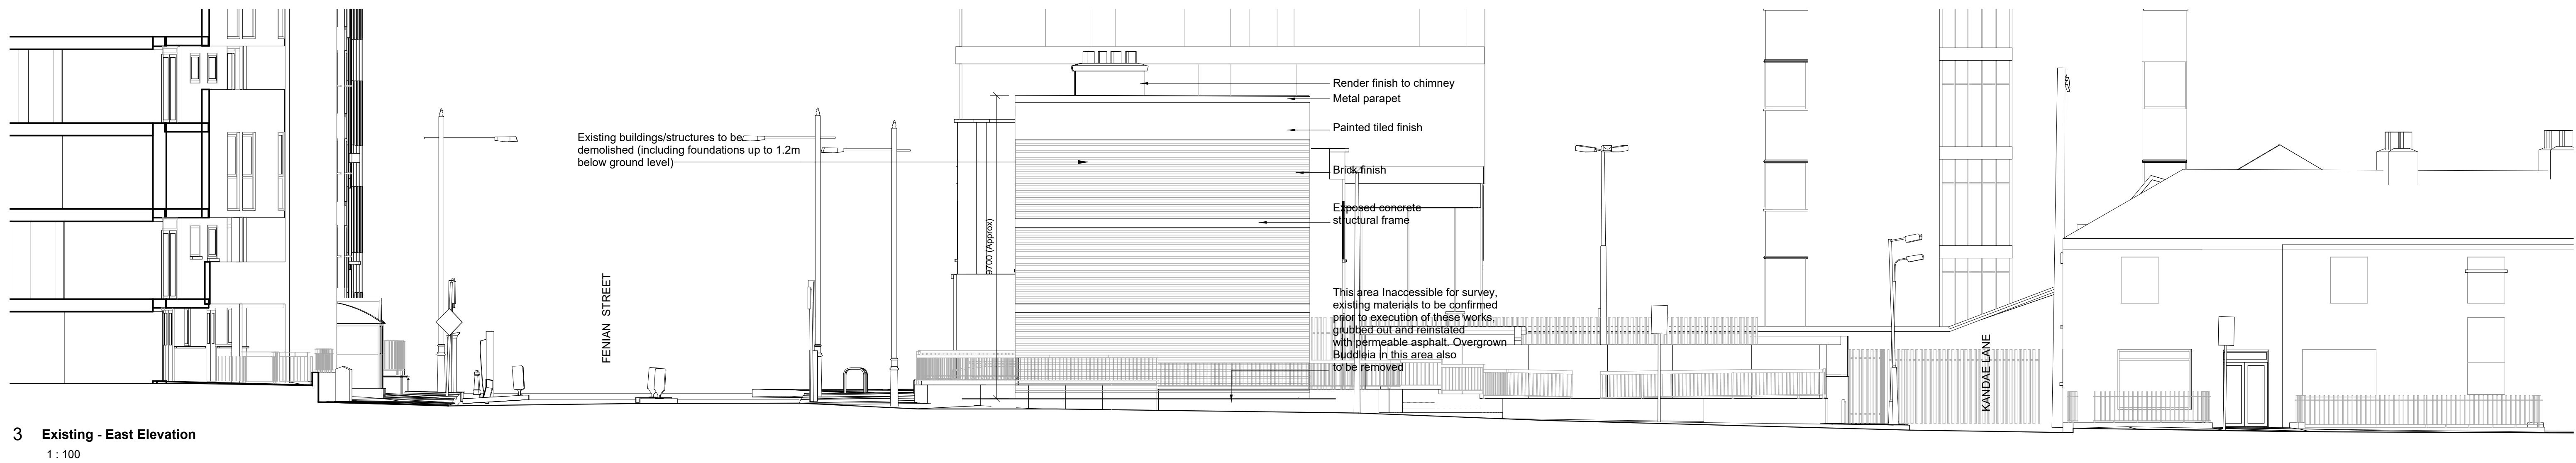 Render finish to chimney
Metal parapet
Painted tiled finish
Existing buildings/structures to be
demolished (including foundations up to 1.2m
below ground level)
Brick finish
Exposed concrete
structural frame
9700 (Approx)
FENIAN STREET
This area Inaccessible for survey,
existing materials to be confirmed
prior to execution of these works,
grubbed out and reinstated
with permeable asphalt. Overgrown
Buddleia in this area also
to be removed
KANDAE LANE
3 Existing - East Elevation
1 : 100